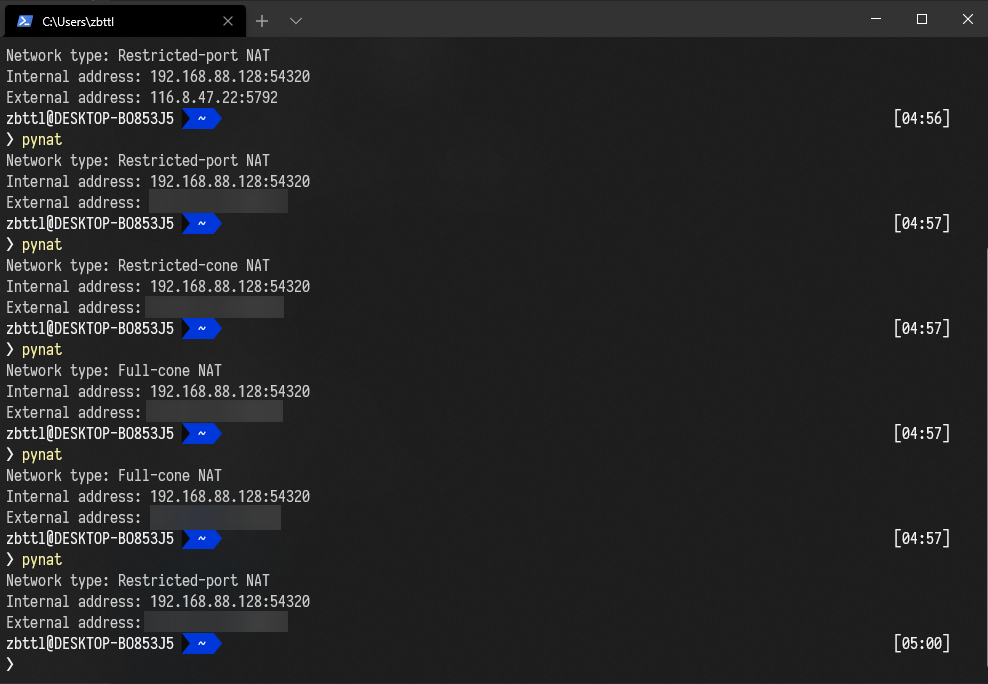 C:\Users\zbttl
Network type: Restricted-port NAT
Internal address: 192.168.88.128:54320
External address: 116.8.47.22:5792
zbttl@DESKTOP-BO853J5 ~ [04:56]
❯ pynat
Network type: Restricted-port NAT
Internal address: 192.168.88.128:54320
External address:
zbttl@DESKTOP-BO853J5 ~ [04:57]
❯ pynat
Network type: Restricted-cone NAT
Internal address: 192.168.88.128:54320
External address:
zbttl@DESKTOP-BO853J5 ~ [04:57]
❯ pynat
Network type: Full-cone NAT
Internal address: 192.168.88.128:54320
External address:
zbttl@DESKTOP-BO853J5 ~ [04:57]
❯ pynat
Network type: Full-cone NAT
Internal address: 192.168.88.128:54320
External address:
zbttl@DESKTOP-BO853J5 ~ [04:57]
❯ pynat
Network type: Restricted-port NAT
Internal address: 192.168.88.128:54320
External address:
zbttl@DESKTOP-BO853J5 ~ [05:00]
❯